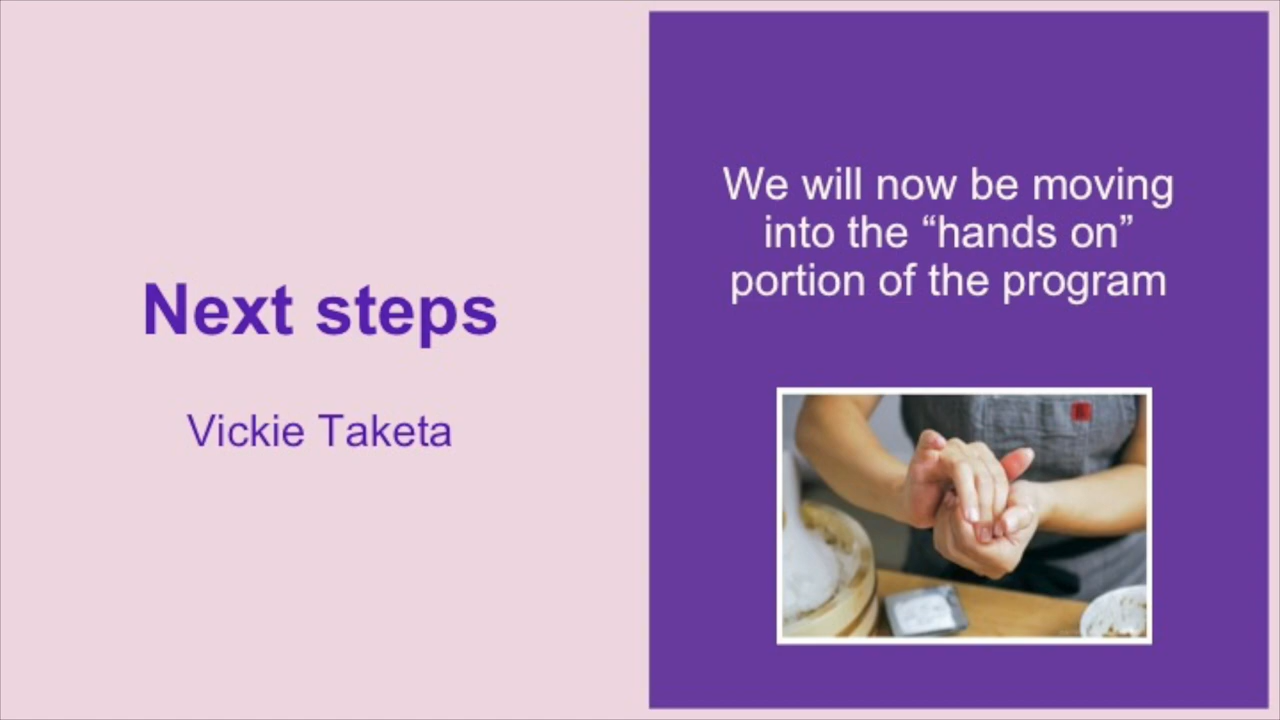 Next steps
Vickie Taketa
We will now be moving
into the “hands on”
portion of the program